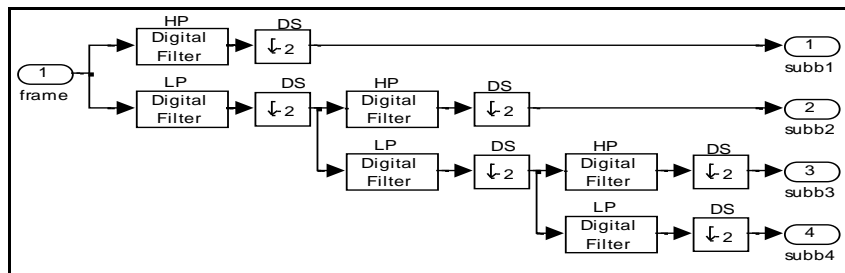 HP
DS
Digital
Filter
2
1
subb1
1
frame
LP
DS
HP
DS
Digital
Filter
2
Digital
Filter
2
2
subb2
LP
DS
HP
DS
Digital
Filter
2
Digital
Filter
2
3
subb3
LP
DS
Digital
Filter
2
4
subb4